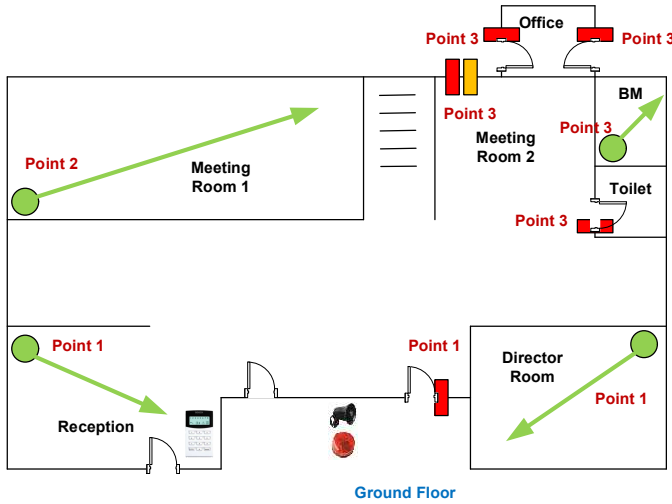 Office
Point 3
Point 3
BM
Point 3
Point 3
Meeting
Room 2
Point 2
Meeting
Room 1
Toilet
Point 3
Point 1
Point 1
Director
Room
Point 1
Reception
Ground Floor